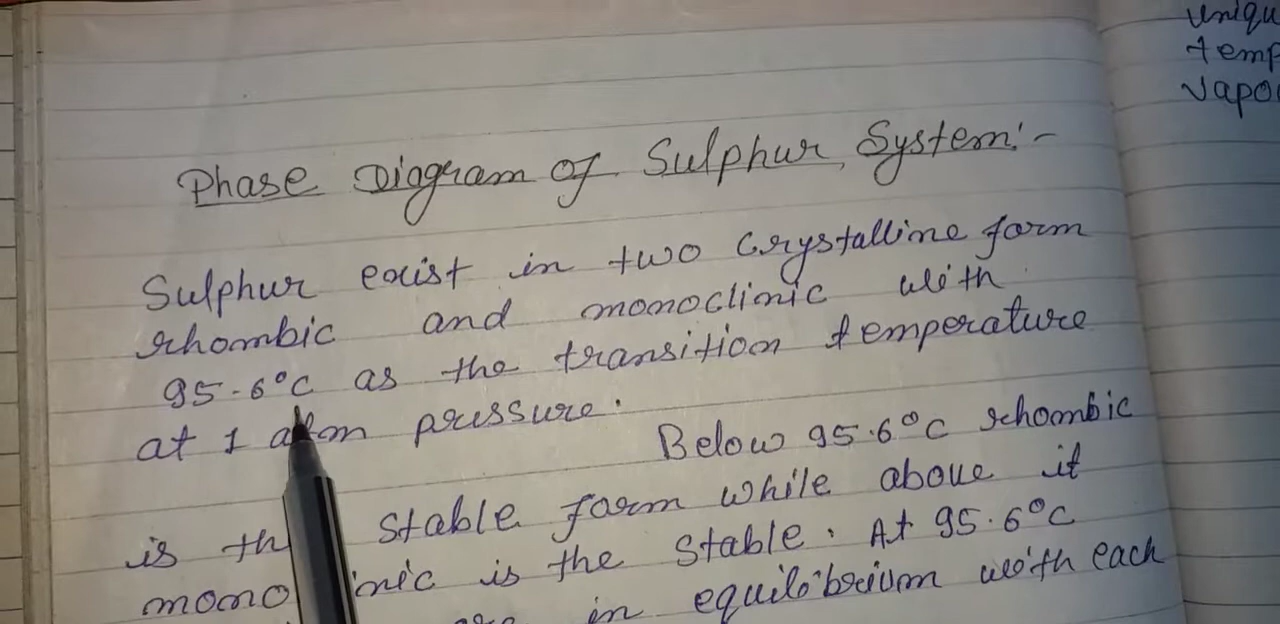 Phase Diagram of Sulphur System:-
Sulphur exist in two Crystalline form
rhombic and monoclinic with
95.6°C as the transition temperature
at 1 atm pressure.
Below 95.6°C rhombic
is th stable form while above it
mono inic is the stable. At 95.6°C
in equilibrium with each
Uniqu
temp
Vapo